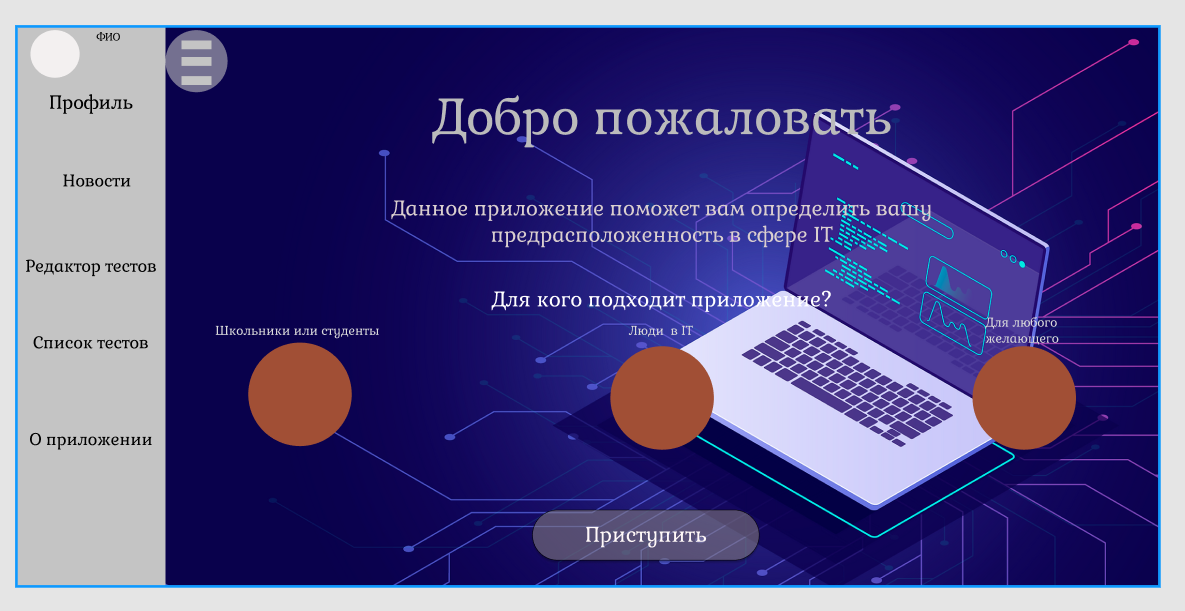 ФИО
Профиль
Новости
Редактор тестов
Список тестов
О приложении
Добро пожаловать
Данное приложение поможет вам определить вашу
предрасположенность в сфере IT
Для кого подходит приложение?
Школьники или студенты
Люди в IT
Для любого
желающего
Приступить